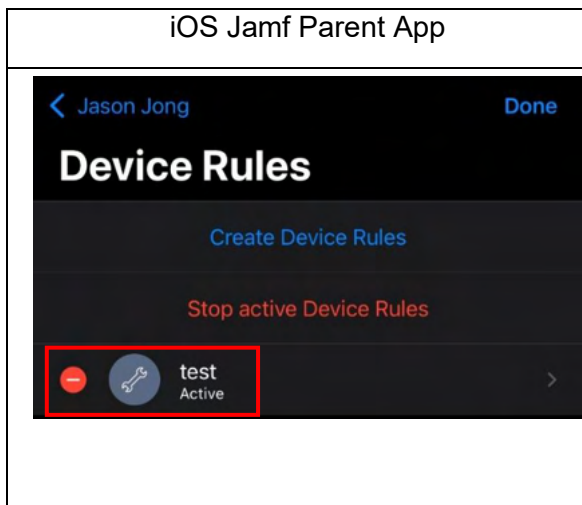 iOS Jamf Parent App
Jason Jong Done
Device Rules
Create Device Rules
Stop active Device Rules
test
Active